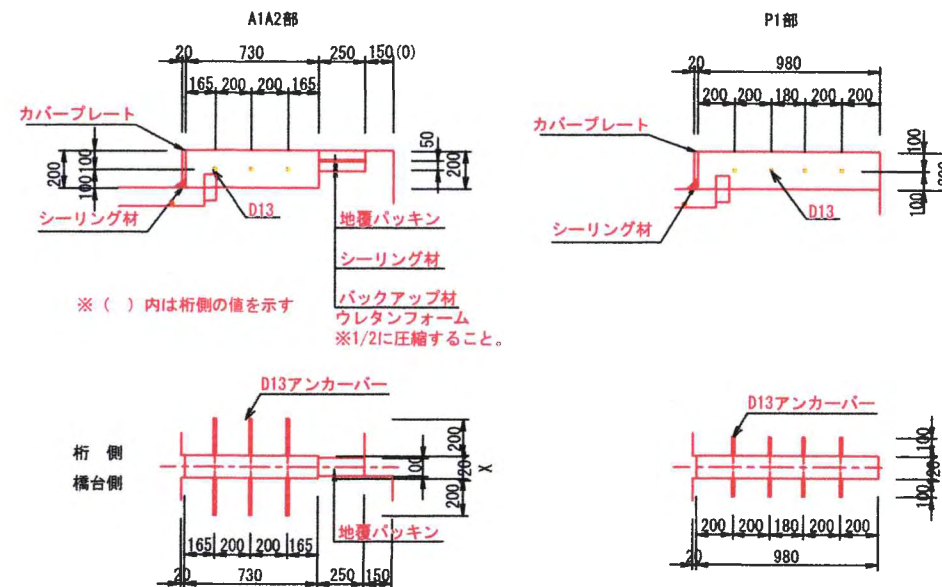 A1A2部
P1部
20 730 250 150(0)
165 200 200 165
20 980
200 200 180 200 200
カバープレート
200
100
100
50
200
シーリング材
D13
地覆パッキン
シーリング材
バックアップ材
ウレタンフォーム
※1/2に圧縮すること。
※（ ）内は桁側の値を示す
カバープレート
100
100
シーリング材
D13
D13アンカーバー
桁 側
橋台側
200
100
200
X
地覆パッキン
165 200 200 165
20 730 250 150
D13アンカーバー
100
100
200 200 180 200 200
20 980